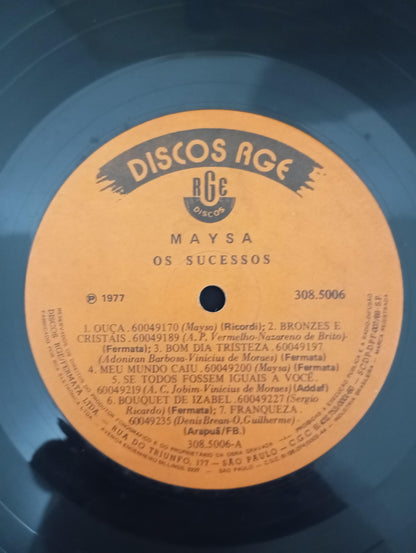 DISCOS RGE
RGE
DISCOS
MAYSA
OS SUCESSOS
℗ 1977
308.5006
1. OUÇA.60049170 (Maysa) (Ricordi); 2. BRONZES E
CRISTAIS.60049189 (A.P. Vermelho-Nazareno de Brito)-
(Fermata); 3. BOM DIA TRISTEZA.60049197
(Adoniran Barbosa-Vinicius de Moraes) (Fermata)
4. MEU MUNDO CAIU.60049200 (Maysa) (Fermata)
5. SE TODOS FOSSEM IGUAIS A VOCÊ.
60049219 (A.C. Jobim-Vinicius de Moraes) (Addaf)
6. BOUQUET DE IZABEL.60049227 (Sergio
Ricardo) (Fermata); 7. FRANQUEZA.
60049235 (Denis Brean-O. Guilherme)
(Arapuã/FB.)
308.5006-A
DISCOS RGE/FERMATA LTDA.
RUA DO TRIUNFO, 177 - SÃO PAULO